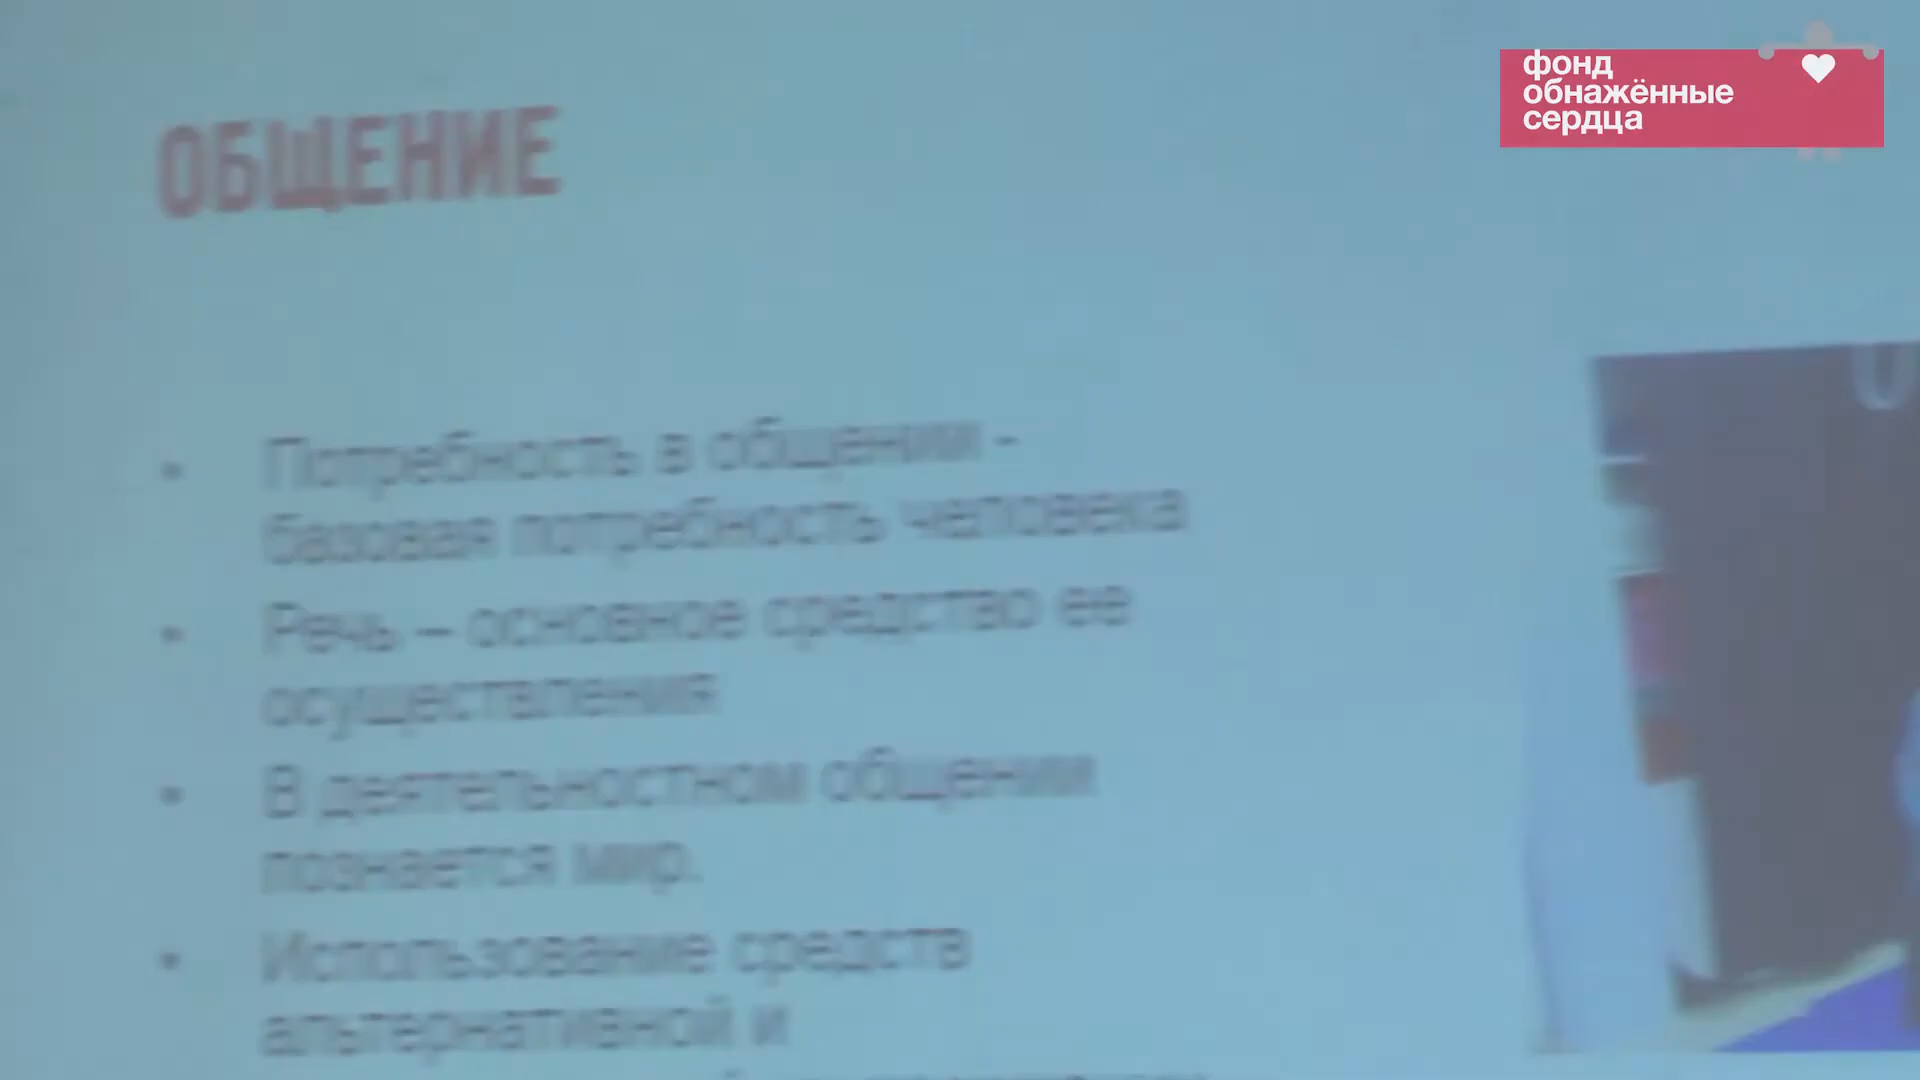 фонд
обнажённые
сердца
ОБЩЕНИЕ
• Потребность в общении -
базовая потребность человека
• Речь – основное средство ее
осуществления
• В деятельностном общении
познается мир.
• Использование средств
альтернативной и